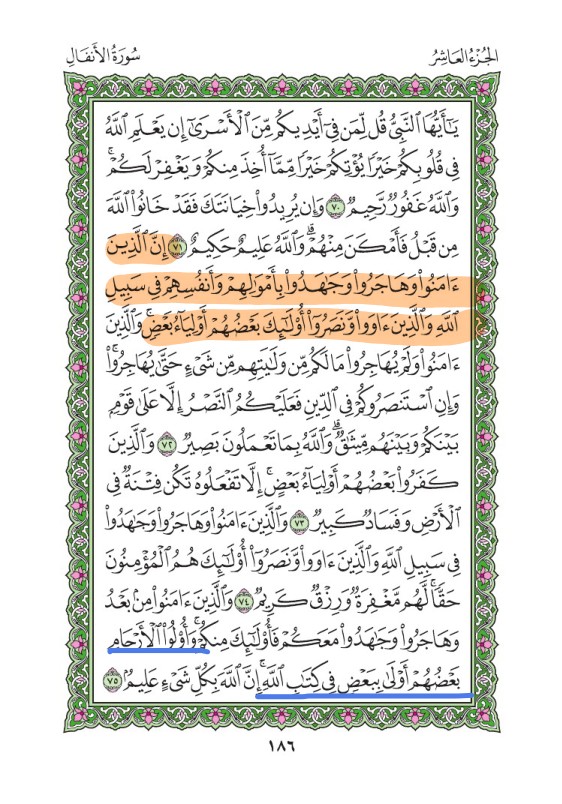 الجُزْءُ العَاشِرُ سُورَةُ الأَنفَالِ
يَـٰٓأَيُّهَا ٱلنَّبِىُّ قُل لِّمَن فِىٓ أَيْدِيكُم مِّنَ ٱلْأَسْرَىٰٓ إِن يَعْلَمِ ٱللَّهُ
فِى قُلُوبِكُمْ خَيْرًا يُؤْتِكُمْ خَيْرًا مِّمَّآ أُخِذَ مِنكُمْ وَيَغْفِرْ لَكُمْ ۗ
وَٱللَّهُ غَفُورٌ رَّحِيمٌ ٧٠ وَإِن يُرِيدُوا۟ خِيَانَتَكَ فَقَدْ خَانُوا۟ ٱللَّهَ
مِن قَبْلُ فَأَمْكَنَ مِنْهُمْ ۗ وَٱللَّهُ عَلِيمٌ حَكِيمٌ ٧١ إِنَّ ٱلَّذِينَ
ءَامَنُوا۟ وَهَاجَرُوا۟ وَجَـٰهَدُوا۟ بِأَمْوَٰلِهِمْ وَأَنفُسِهِمْ فِى سَبِيلِ
ٱللَّهِ وَٱلَّذِينَ ءَاوَوا۟ وَّنَصَرُوٓا۟ أُو۟لَـٰٓئِكَ بَعْضُهُمْ أَوْلِيَآءُ بَعْضٍ ۚ وَٱلَّذِينَ
ءَامَنُوا۟ وَلَمْ يُهَاجِرُوا۟ مَا لَكُم مِّن وَلَـٰيَتِهِم مِّن شَىْءٍ حَتَّىٰ يُهَاجِرُوا۟ ۚ
وَإِنِ ٱسْتَنصَرُوكُمْ فِى ٱلدِّينِ فَعَلَيْكُمُ ٱلنَّصْرُ إِلَّا عَلَىٰ قَوْمٍۭ
بَيْنَكُمْ وَبَيْنَهُم مِّيثَـٰقٌ ۗ وَٱللَّهُ بِمَا تَعْمَلُونَ بَصِيرٌ ٧٢ وَٱلَّذِينَ
كَفَرُوا۟ بَعْضُهُمْ أَوْلِيَآءُ بَعْضٍ ۚ إِلَّا تَفْعَلُوهُ تَكُن فِتْنَةٌ فِى
ٱلْأَرْضِ وَفَسَادٌ كَبِيرٌ ٧٣ وَٱلَّذِينَ ءَامَنُوا۟ وَهَاجَرُوا۟ وَجَـٰهَدُوا۟
فِى سَبِيلِ ٱللَّهِ وَٱلَّذِينَ ءَاوَوا۟ وَّنَصَرُوٓا۟ أُو۟لَـٰٓئِكَ هُمُ ٱلْمُؤْمِنُونَ
حَقًّا ۚ لَّهُم مَّغْفِرَةٌ وَرِزْقٌ كَرِيمٌ ٧٤ وَٱلَّذِينَ ءَامَنُوا۟ مِنۢ بَعْدُ
وَهَاجَرُوا۟ وَجَـٰهَدُوا۟ مَعَكُمْ فَأُو۟لَـٰٓئِكَ مِنكُمْ ۚ وَأُو۟لُوا۟ ٱلْأَرْحَامِ
بَعْضُهُمْ أَوْلَىٰ بِبَعْضٍ فِى كِتَـٰبِ ٱللَّهِ ۗ إِنَّ ٱللَّهَ بِكُلِّ شَىْءٍ عَلِيمٌۢ ٧٥
١٨٦